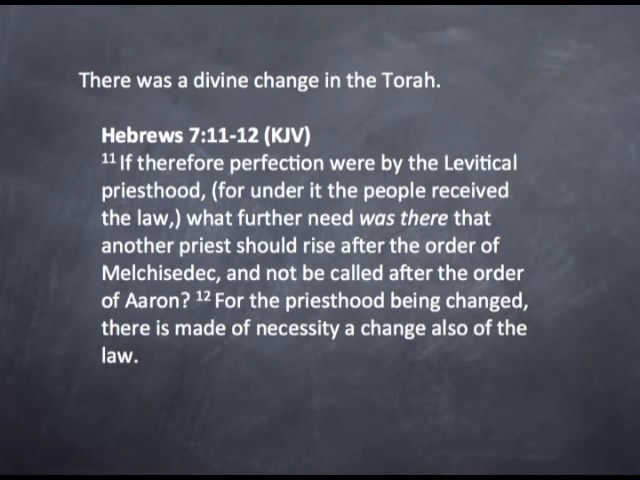 There was a divine change in the Torah.
Hebrews 7:11-12 (KJV)
11 If therefore perfection were by the Levitical
priesthood, (for under it the people received
the law,) what further need was there that
another priest should rise after the order of
Melchisedec, and not be called after the order
of Aaron? 12 For the priesthood being changed,
there is made of necessity a change also of the
law.